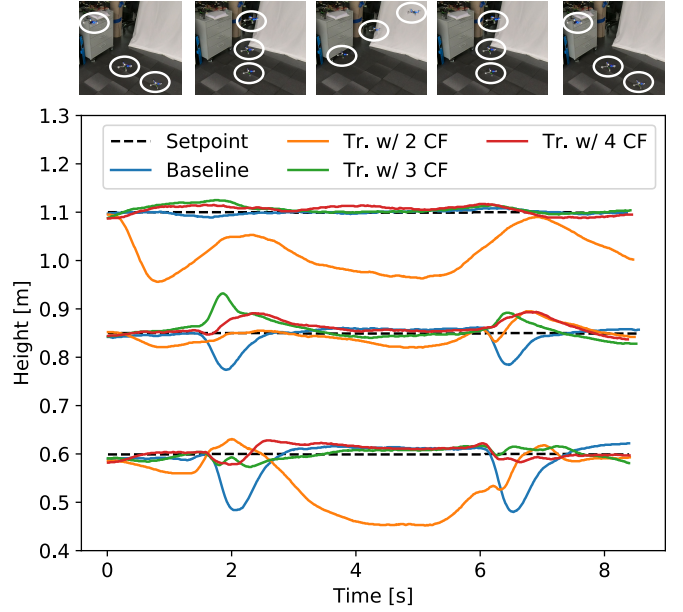 1.3
1.2
1.1
1.0
0.9
0.8
0.7
0.6
0.5
0.4
Height [m]
Setpoint
Baseline
Tr. w/ 2 CF
Tr. w/ 3 CF
Tr. w/ 4 CF
0
2
4
6
8
Time [s]